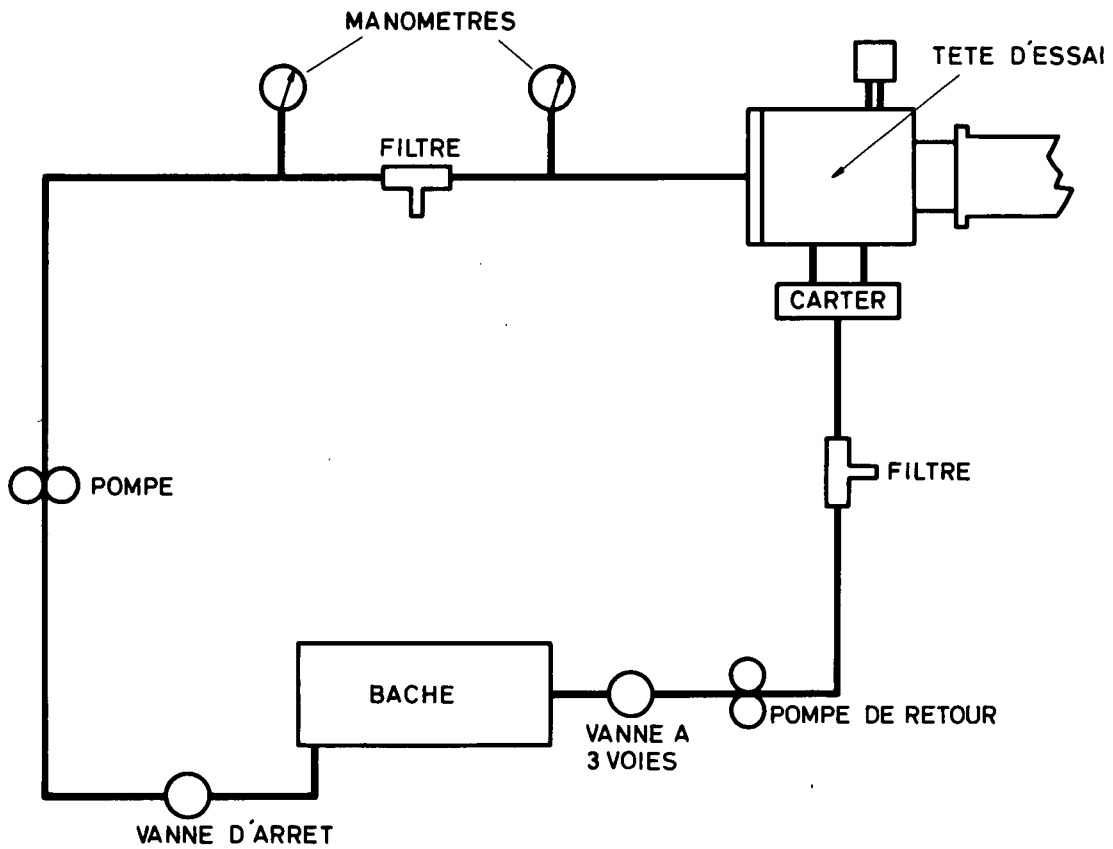 MANOMETRES
TETE D'ESSAI
FILTRE
CARTER
POMPE
FILTRE
BACHE
POMPE DE RETOUR
VANNE A
3 VOIES
VANNE D'ARRET